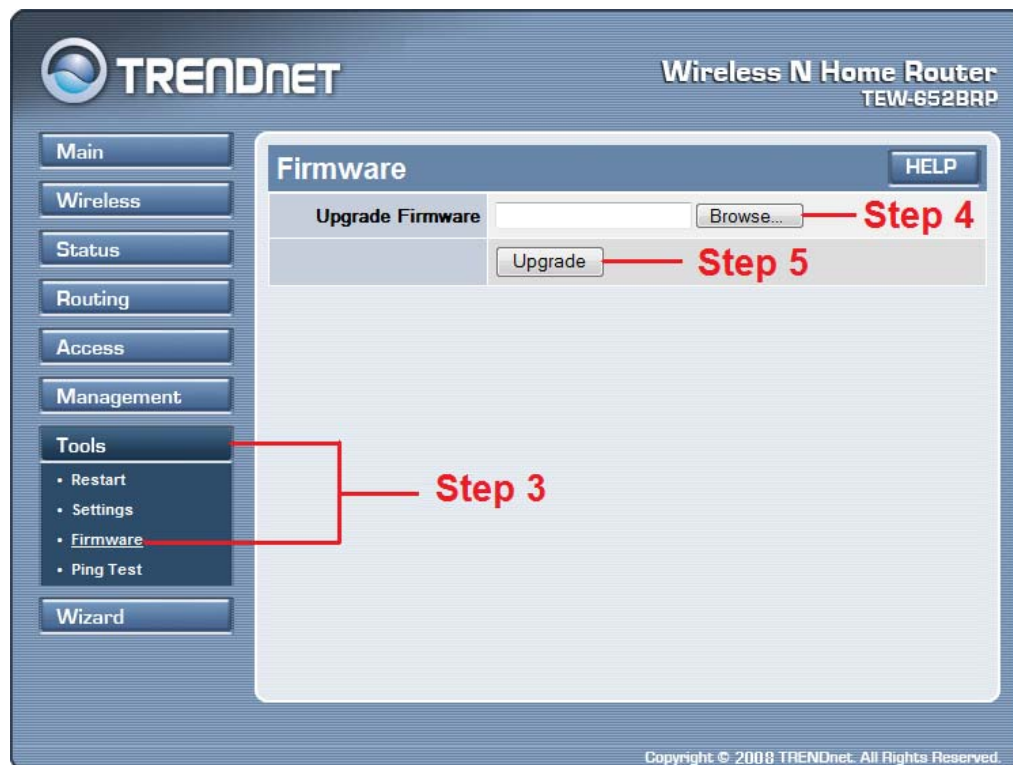 TRENDNET
Wireless N Home Router
TEW-652BRP
Main
Wireless
Status
Routing
Access
Management
Tools
• Restart
• Settings
• Firmware
• Ping Test
Wizard
Firmware
HELP
Upgrade Firmware
Browse...
Step 4
Upgrade
Step 5
Step 3
Copyright © 2008 TRENDnet. All Rights Reserved.